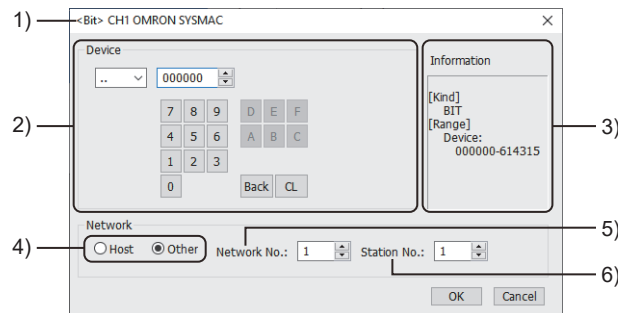 1)
<Bit> CH1 OMRON SYSMAC
Device
.. 000000
7 8 9 D E F
4 5 6 A B C
1 2 3
0 Back CL
2)
Information
[Kind]
BIT
[Range]
Device:
000000-614315
3)
Network
4)
Host Other Network No.: 1 Station No.: 1
5)
6)
OK Cancel